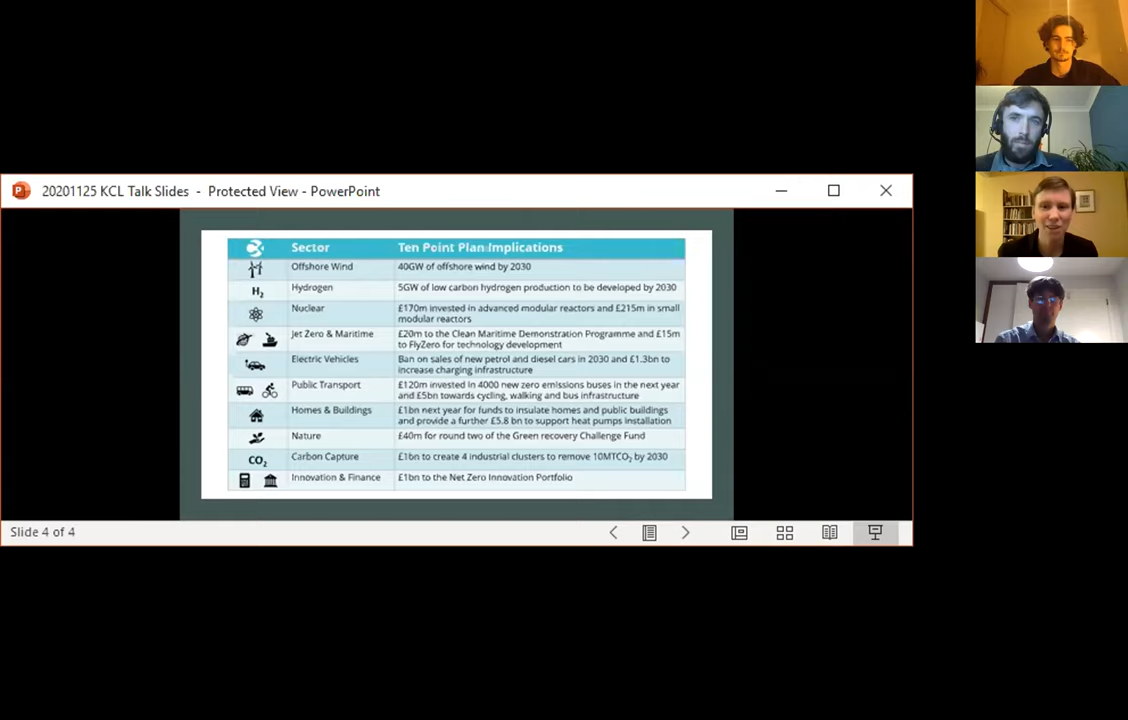 20201125 KCL Talk Slides - Protected View - PowerPoint
Sector Ten Point Plan Implications
Offshore Wind 40GW of offshore wind by 2030
H2 Hydrogen 5GW of low carbon hydrogen production to be developed by 2030
Nuclear £170m invested in advanced modular reactors and £215m in small
modular reactors
Jet Zero & Maritime £20m to the Clean Maritime Demonstration Programme and £15m
to FlyZero for technology development
Electric Vehicles Ban on sales of new petrol and diesel cars in 2030 and £1.3bn to
increase charging infrastructure
Public Transport £120m invested in 4000 new zero emissions buses in the next year
and £5bn towards cycling, walking and bus infrastructure
Homes & Buildings £1bn next year for funds to insulate homes and public buildings
and provide a further £5.8 bn to support heat pumps installation
Nature £40m for round two of the Green recovery Challenge Fund
CO2 Carbon Capture £1bn to create 4 industrial clusters to remove 10MTCO2 by 2030
Innovation & Finance £1bn to the Net Zero Innovation Portfolio
Slide 4 of 4